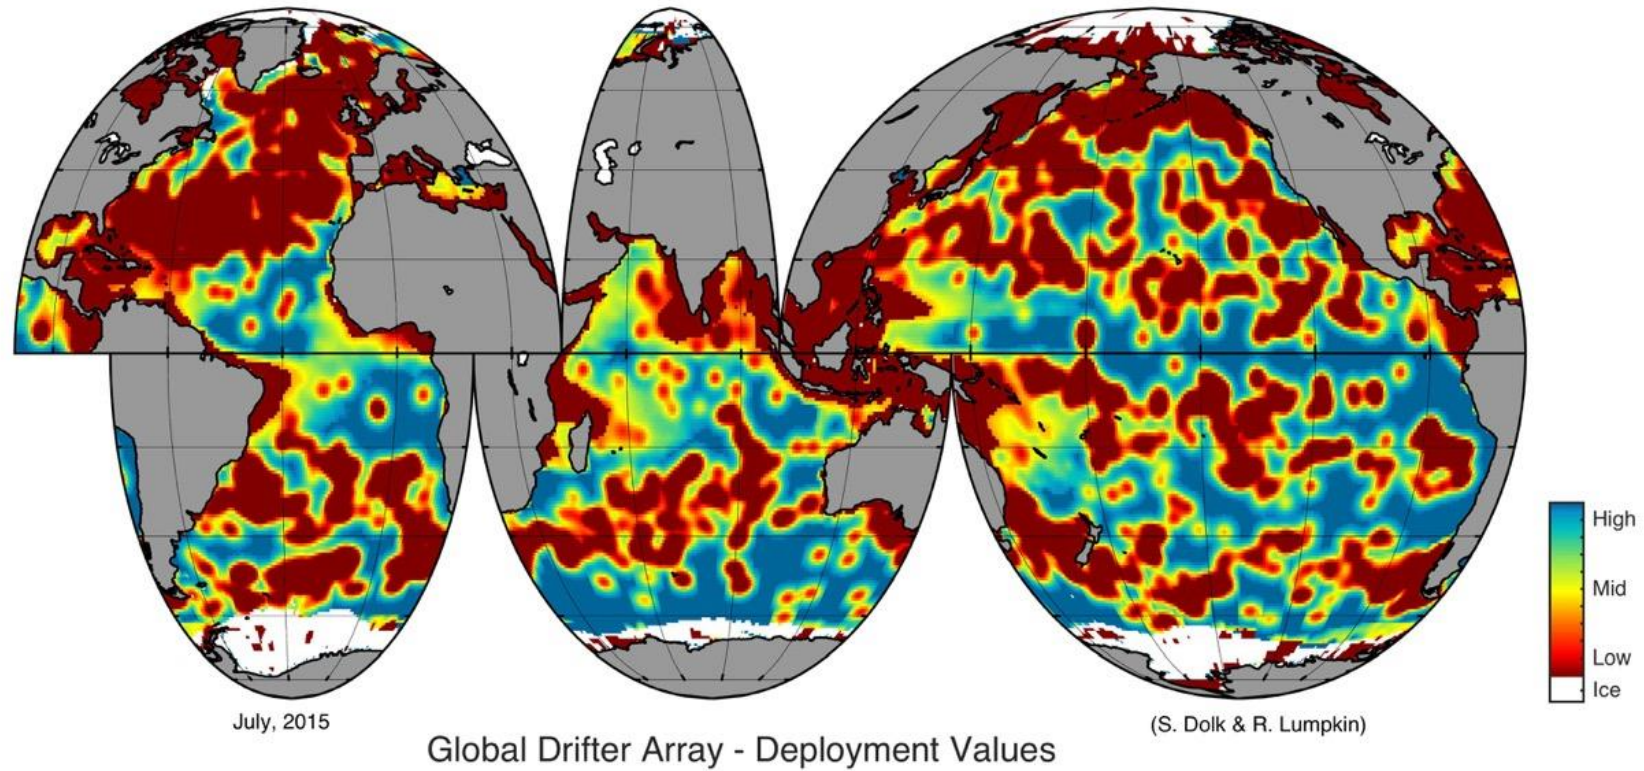 High
Mid
Low
Ice
July, 2015
(S. Dolk & R. Lumpkin)
Global Drifter Array - Deployment Values